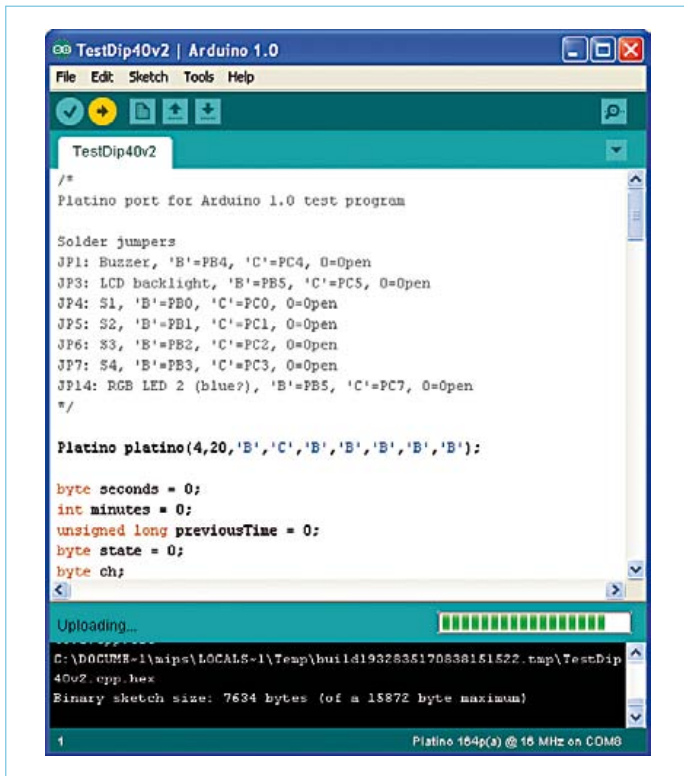 TestDip40v2 | Arduino 1.0
File Edit Sketch Tools Help
TestDip40v2
/*
Platino port for Arduino 1.0 test program
Solder jumpers
JP1: Buzzer, 'B'=PB4, 'C'=PC4, 0=Open
JP3: LCD backlight, 'B'=PB5, 'C'=PC5, 0=Open
JP4: S1, 'B'=PB0, 'C'=PC0, 0=Open
JP5: S2, 'B'=PB1, 'C'=PC1, 0=Open
JP6: S3, 'B'=PB2, 'C'=PC2, 0=Open
JP7: S4, 'B'=PB3, 'C'=PC3, 0=Open
JP14: RGB LED 2 (blue?), 'B'=PB5, 'C'=PC7, 0=Open
*/
Platino platino(4,20,'B','C','B','B','B','B','B');
byte seconds = 0;
int minutes = 0;
unsigned long previousTime = 0;
byte state = 0;
byte ch;
Uploading...
C:\DOCUME~1\mips\LOCALS~1\Temp\build1932835170838151522.tmp\TestDip
40v2.cpp.hex
Binary sketch size: 7634 bytes (of a 15872 byte maximum)
1
Platino 164p(a) @ 16 MHz on COM8